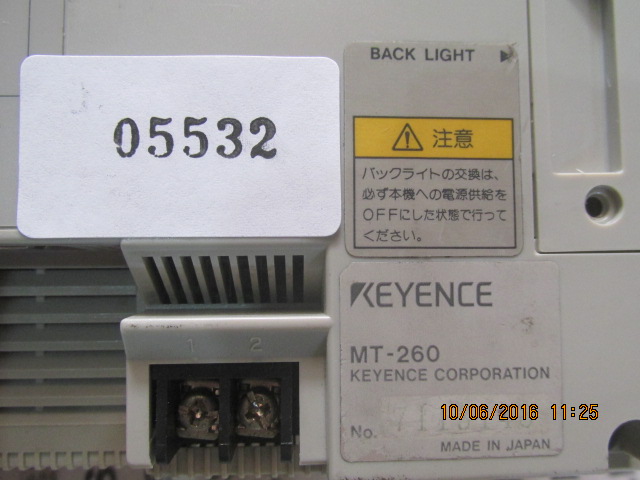 05532
BACK LIGHT
注意
バックライトの交換は、
必ず本機への電源供給を
OFFにした状態で行って
ください。
KEYENCE
MT-260
KEYENCE CORPORATION
No.
MADE IN JAPAN
1 2
10/06/2016 11:25